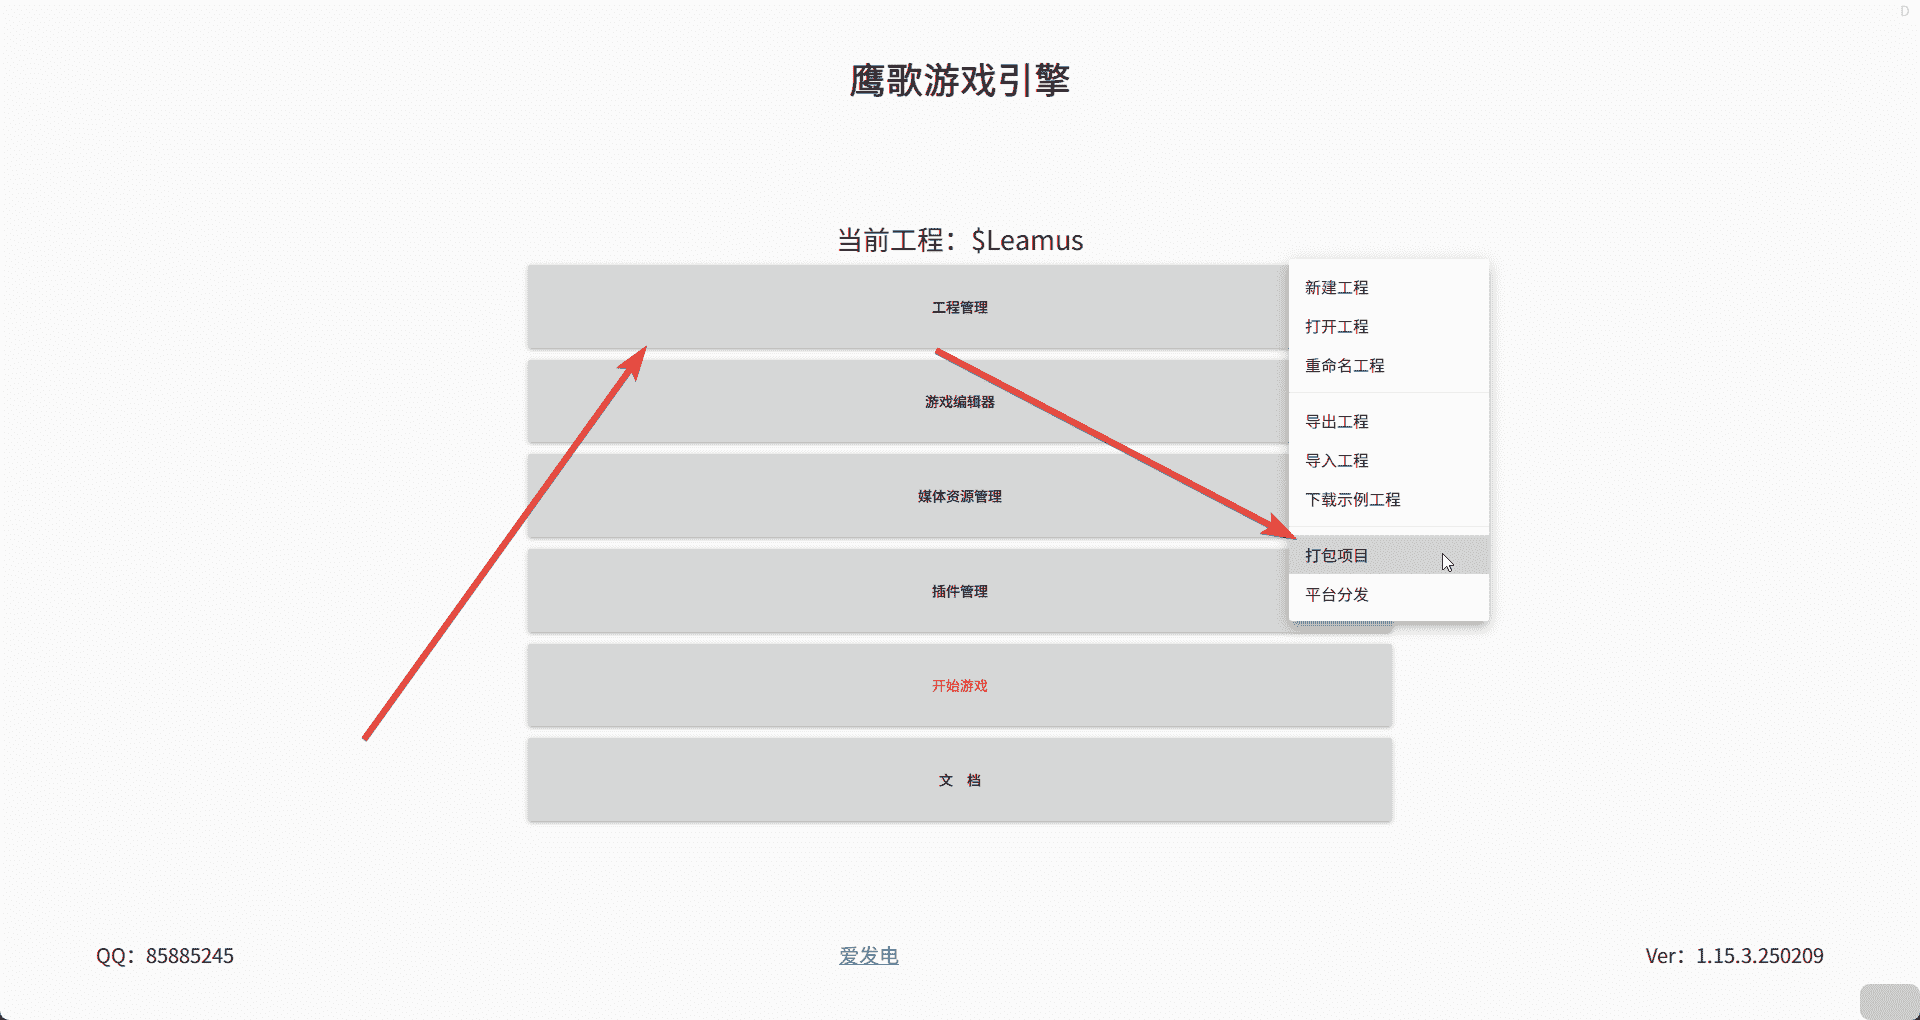 D
鹰歌游戏引擎
当前工程：$Leamus
工程管理
游戏编辑器
媒体资源管理
插件管理
开始游戏
文 档
新建工程
打开工程
重命名工程
导出工程
导入工程
下载示例工程
打包项目
平台分发
QQ：85885245
爱发电
Ver：1.15.3.250209